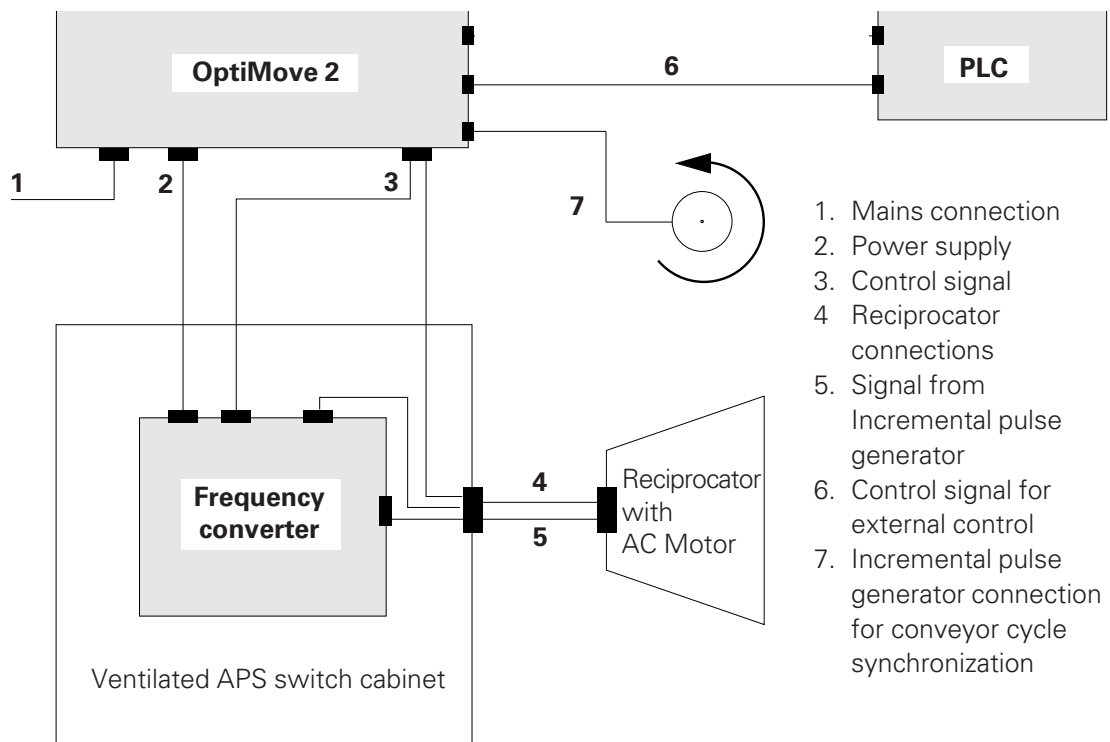 OptiMove 2
6
PLC
1
2
3
7
1. Mains connection
2. Power supply
3. Control signal
4 Reciprocator
connections
5. Signal from
Incremental pulse
generator
6. Control signal for
external control
7. Incremental pulse
generator connection
for conveyor cycle
synchronization
Frequency
converter
4
5
Reciprocator
with
AC Motor
Ventilated APS switch cabinet